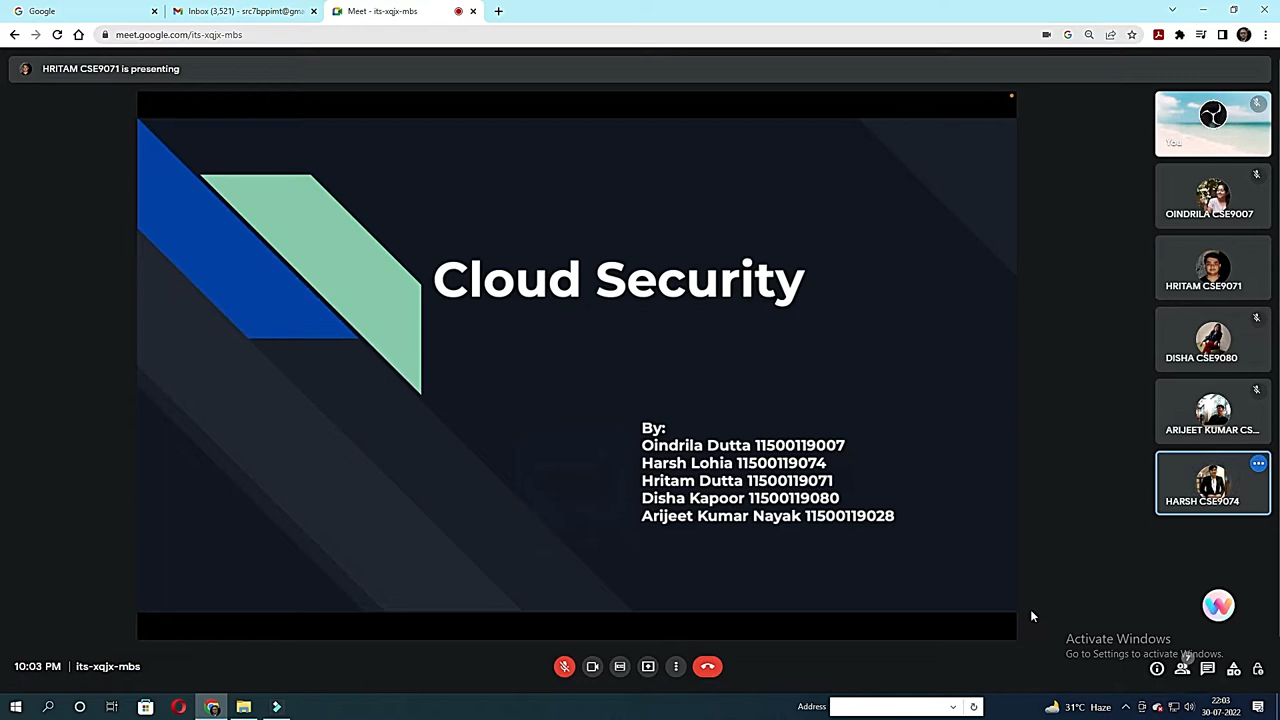 Google
Inbox (3,521) - src7bppimt@gma
Meet - its-xqjx-mbs
meet.google.com/its-xqjx-mbs
HRITAM CSE9071 is presenting
You
OINDRILA CSE9007
HRITAM CSE9071
DISHA CSE9080
ARIJEET KUMAR CS...
HARSH CSE9074
Cloud Security
By:
Oindrila Dutta 11500119007
Harsh Lohia 11500119074
Hritam Dutta 11500119071
Disha Kapoor 11500119080
Arijeet Kumar Nayak 11500119028
Activate Windows
Go to Settings to activate Windows.
10:03 PM | its-xqjx-mbs
7
Address
31°C Haze
22:03
30-07-2022